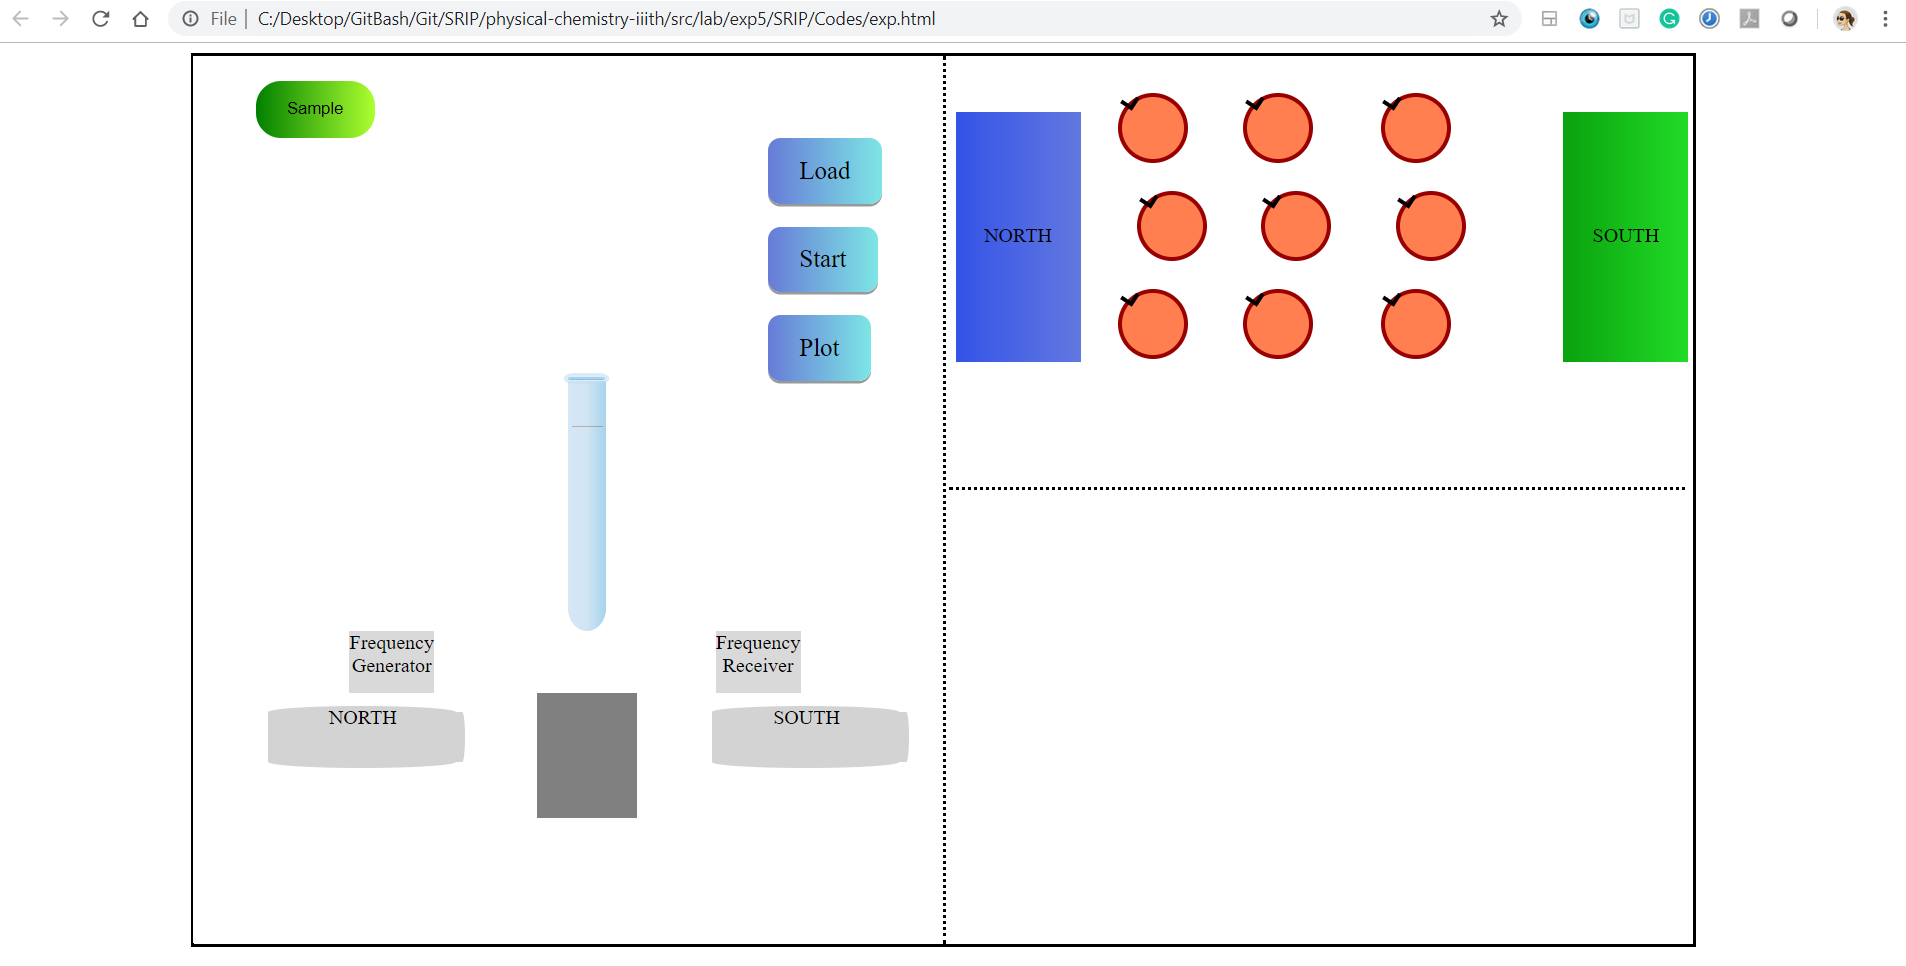 File C:/Desktop/GitBash/Git/SRIP/physical-chemistry-iiith/src/lab/exp5/SRIP/Codes/exp.html
Sample
Load
Start
Plot
Frequency
Generator
Frequency
Receiver
NORTH
SOUTH
NORTH
SOUTH